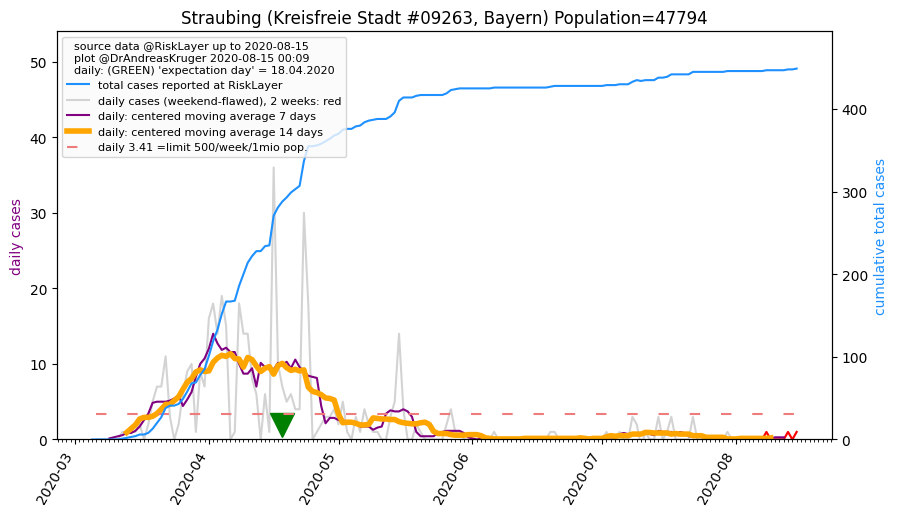 Straubing (Kreisfreie Stadt #09263, Bayern) Population=47794
source data @RiskLayer up to 2020-08-15
plot @DrAndreasKruger 2020-08-15 00:09
daily: (GREEN) 'expectation day' = 18.04.2020
total cases reported at RiskLayer
daily cases (weekend-flawed), 2 weeks: red
daily: centered moving average 7 days
daily: centered moving average 14 days
daily 3.41 =limit 500/week/1mio pop.
daily cases
50
40
30
20
10
0
cumulative total cases
400
300
200
100
0
2020-03
2020-04
2020-05
2020-06
2020-07
2020-08